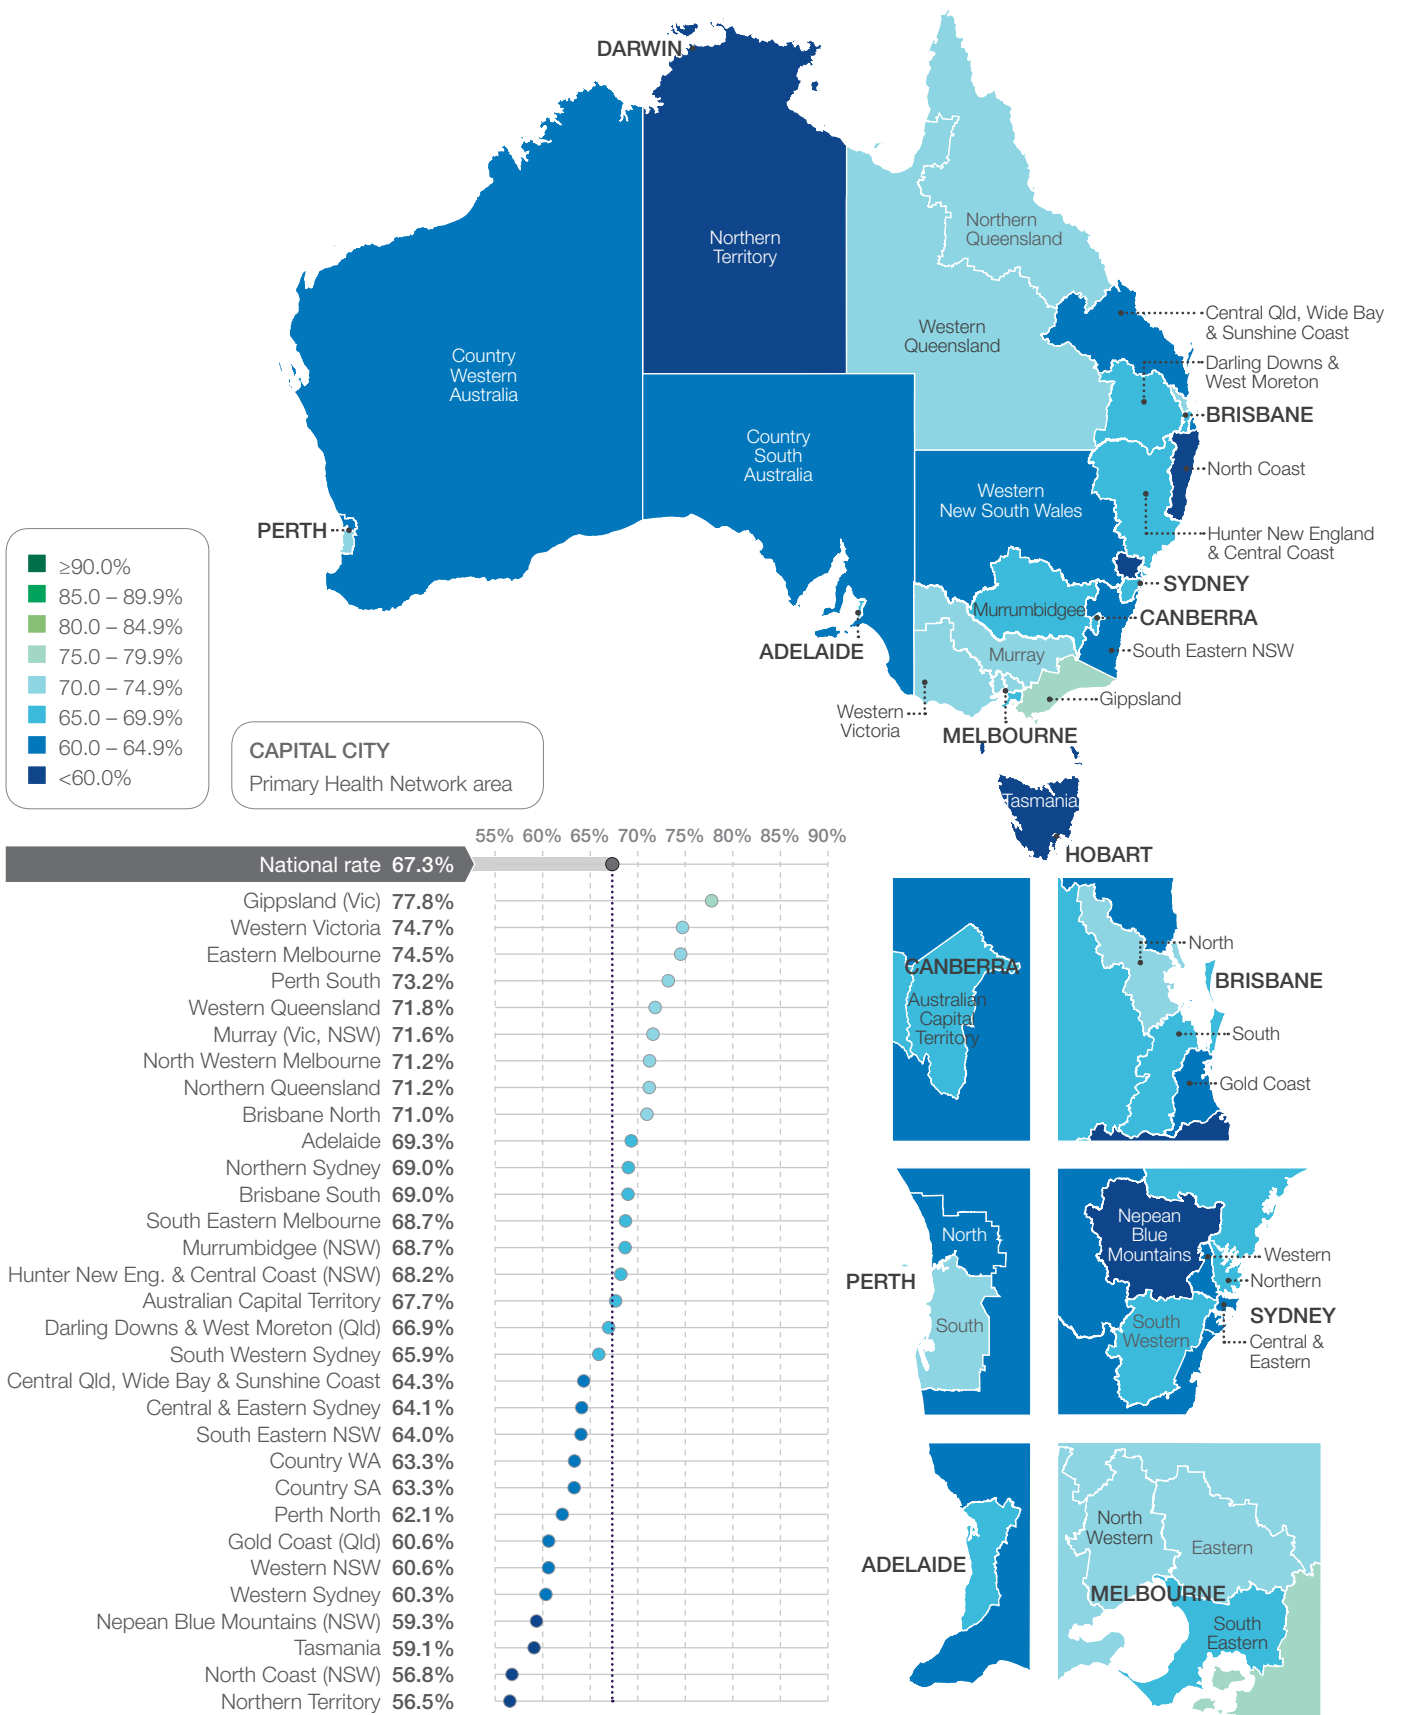 DARWIN
Northern
Territory
Northern
Queensland
Western
Queensland
Country
Western
Australia
Country
South
Australia
Western
New South Wales
Central Qld, Wide Bay
& Sunshine Coast
Darling Downs &
West Moreton
BRISBANE
North Coast
Hunter New England
& Central Coast
SYDNEY
CANBERRA
South Eastern NSW
Gippsland
PERTH
ADELAIDE
Murrumbidgee
Murray
Western
Victoria
MELBOURNE
Tasmania
HOBART
≥90.0%
85.0 – 89.9%
80.0 – 84.9%
75.0 – 79.9%
70.0 – 74.9%
65.0 – 69.9%
60.0 – 64.9%
<60.0%
CAPITAL CITY
Primary Health Network area
55% 60% 65% 70% 75% 80% 85% 90%
National rate 67.3%
Gippsland (Vic) 77.8%
Western Victoria 74.7%
Eastern Melbourne 74.5%
Perth South 73.2%
Western Queensland 71.8%
Murray (Vic, NSW) 71.6%
North Western Melbourne 71.2%
Northern Queensland 71.2%
Brisbane North 71.0%
Adelaide 69.3%
Northern Sydney 69.0%
Brisbane South 69.0%
South Eastern Melbourne 68.7%
Murrumbidgee (NSW) 68.7%
Hunter New Eng. & Central Coast (NSW) 68.2%
Australian Capital Territory 67.7%
Darling Downs & West Moreton (Qld) 66.9%
South Western Sydney 65.9%
Central Qld, Wide Bay & Sunshine Coast 64.3%
Central & Eastern Sydney 64.1%
South Eastern NSW 64.0%
Country WA 63.3%
Country SA 63.3%
Perth North 62.1%
Gold Coast (Qld) 60.6%
Western NSW 60.6%
Western Sydney 60.3%
Nepean Blue Mountains (NSW) 59.3%
Tasmania 59.1%
North Coast (NSW) 56.8%
Northern Territory 56.5%
CANBERRA
Australian
Capital
Territory
North
BRISBANE
South
Gold Coast
North
PERTH
South
Nepean
Blue
Mountains
Western
Northern
SYDNEY
South
Western
Central &
Eastern
ADELAIDE
North
Western
Eastern
MELBOURNE
South
Eastern